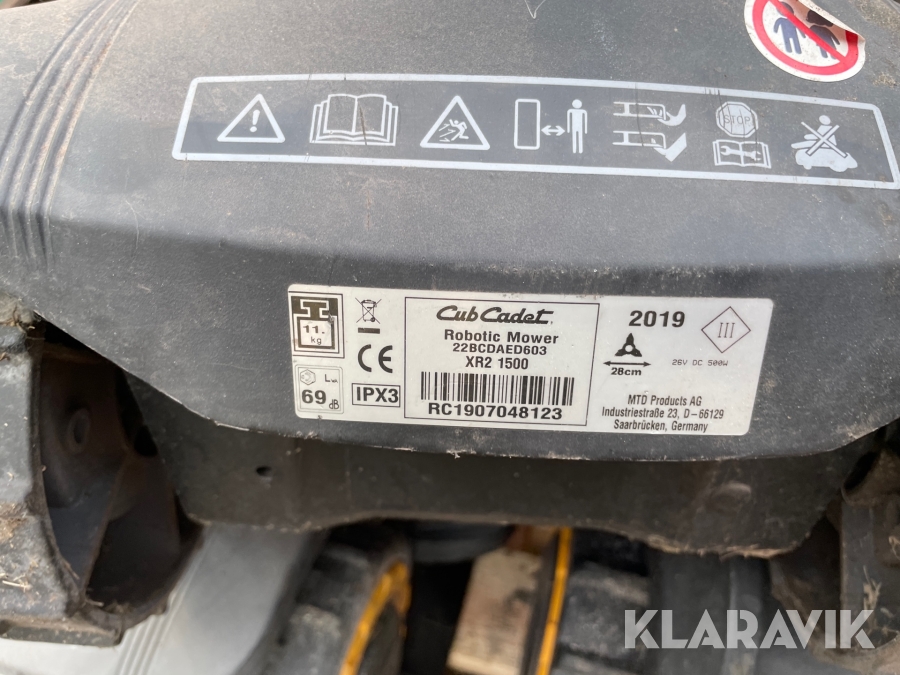 STOP
11.
kg
Cub Cadet
Robotic Mower
22BCDAED603
XR2 1500
RC1907048123
CE
IPX3
69 dB
2019
III
28cm
26V DC 500W
MTD Products AG
Industriestraße 23, D-66129
Saarbrücken, Germany
KLARAVIK